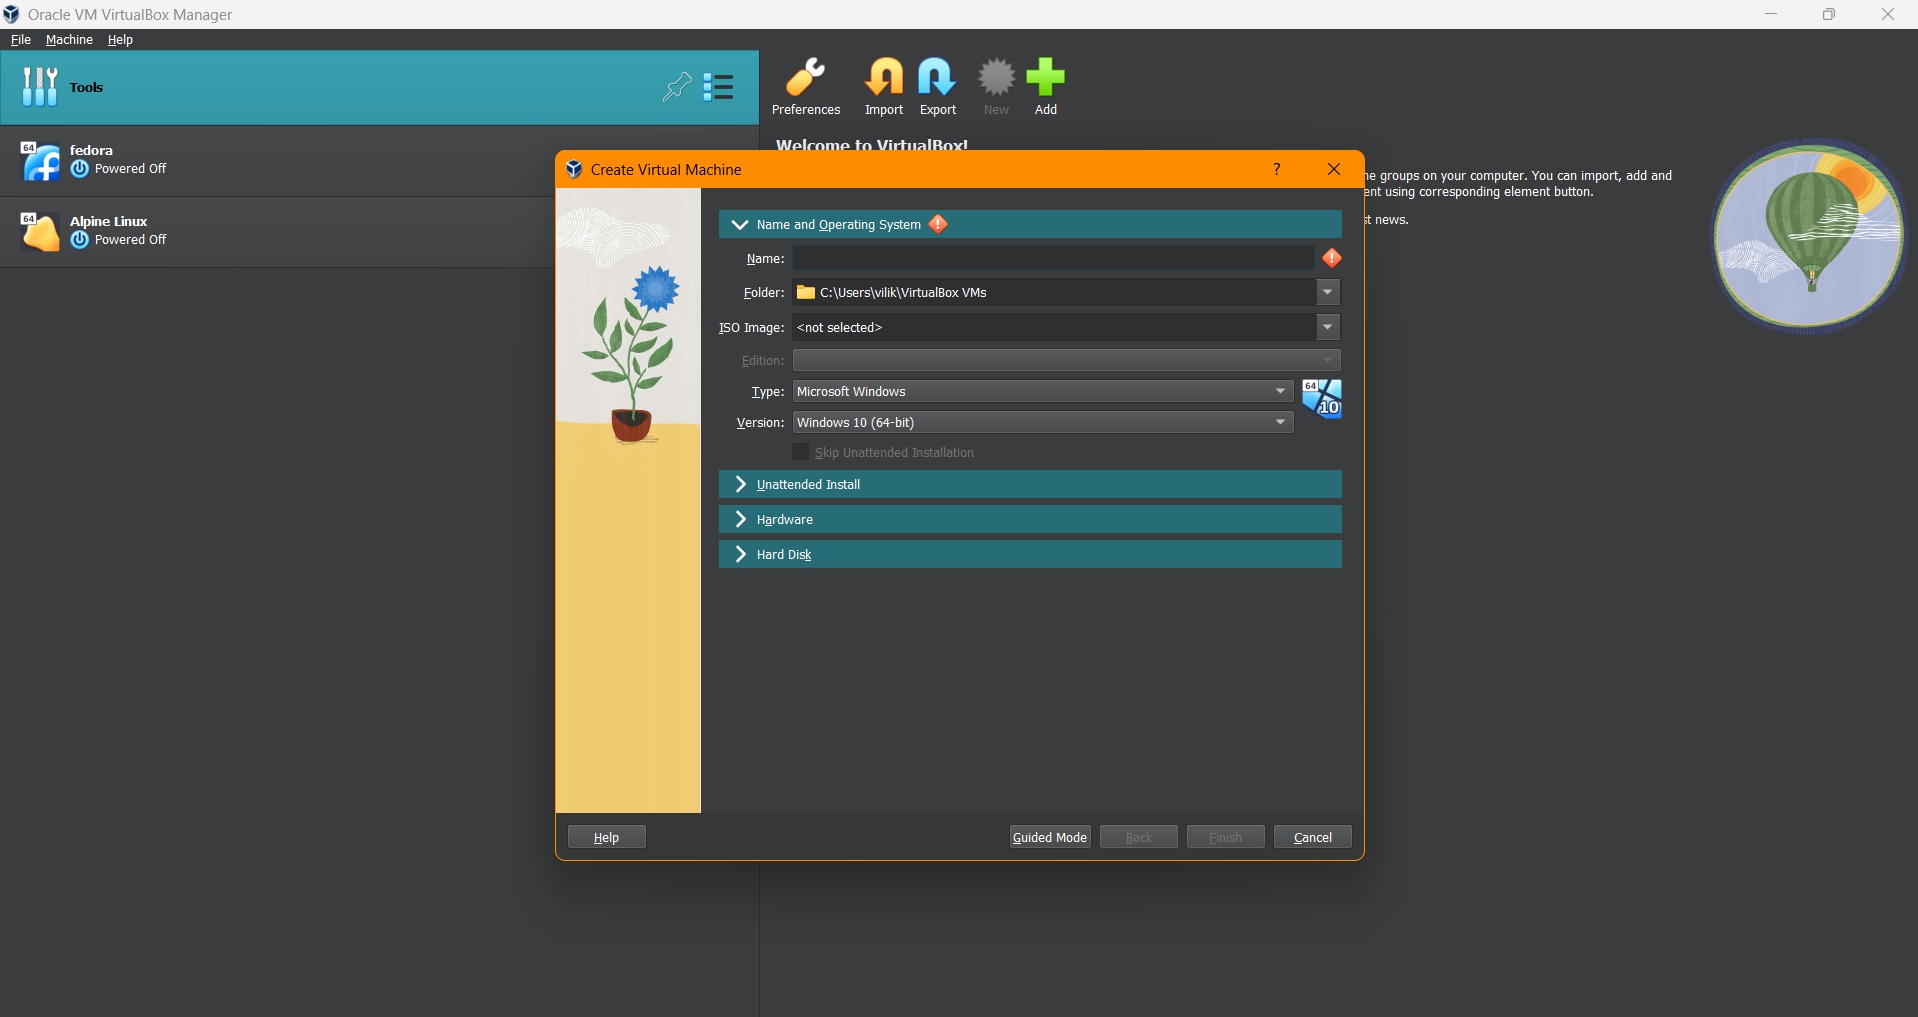 Oracle VM VirtualBox Manager
File Machine Help
Tools
Preferences Import Export New Add
64 fedora
Powered Off
64 Alpine Linux
Powered Off
Welcome to VirtualBox!
groups on your computer. You can import, add and
using corresponding element button.
news.
Create Virtual Machine ?
Name and Operating System
Name:
Folder: C:\Users\vilik\VirtualBox VMs
ISO Image: <not selected>
Edition:
Type: Microsoft Windows
64
10
Version: Windows 10 (64-bit)
Skip Unattended Installation
Unattended Install
Hardware
Hard Disk
Help Guided Mode Back Finish Cancel